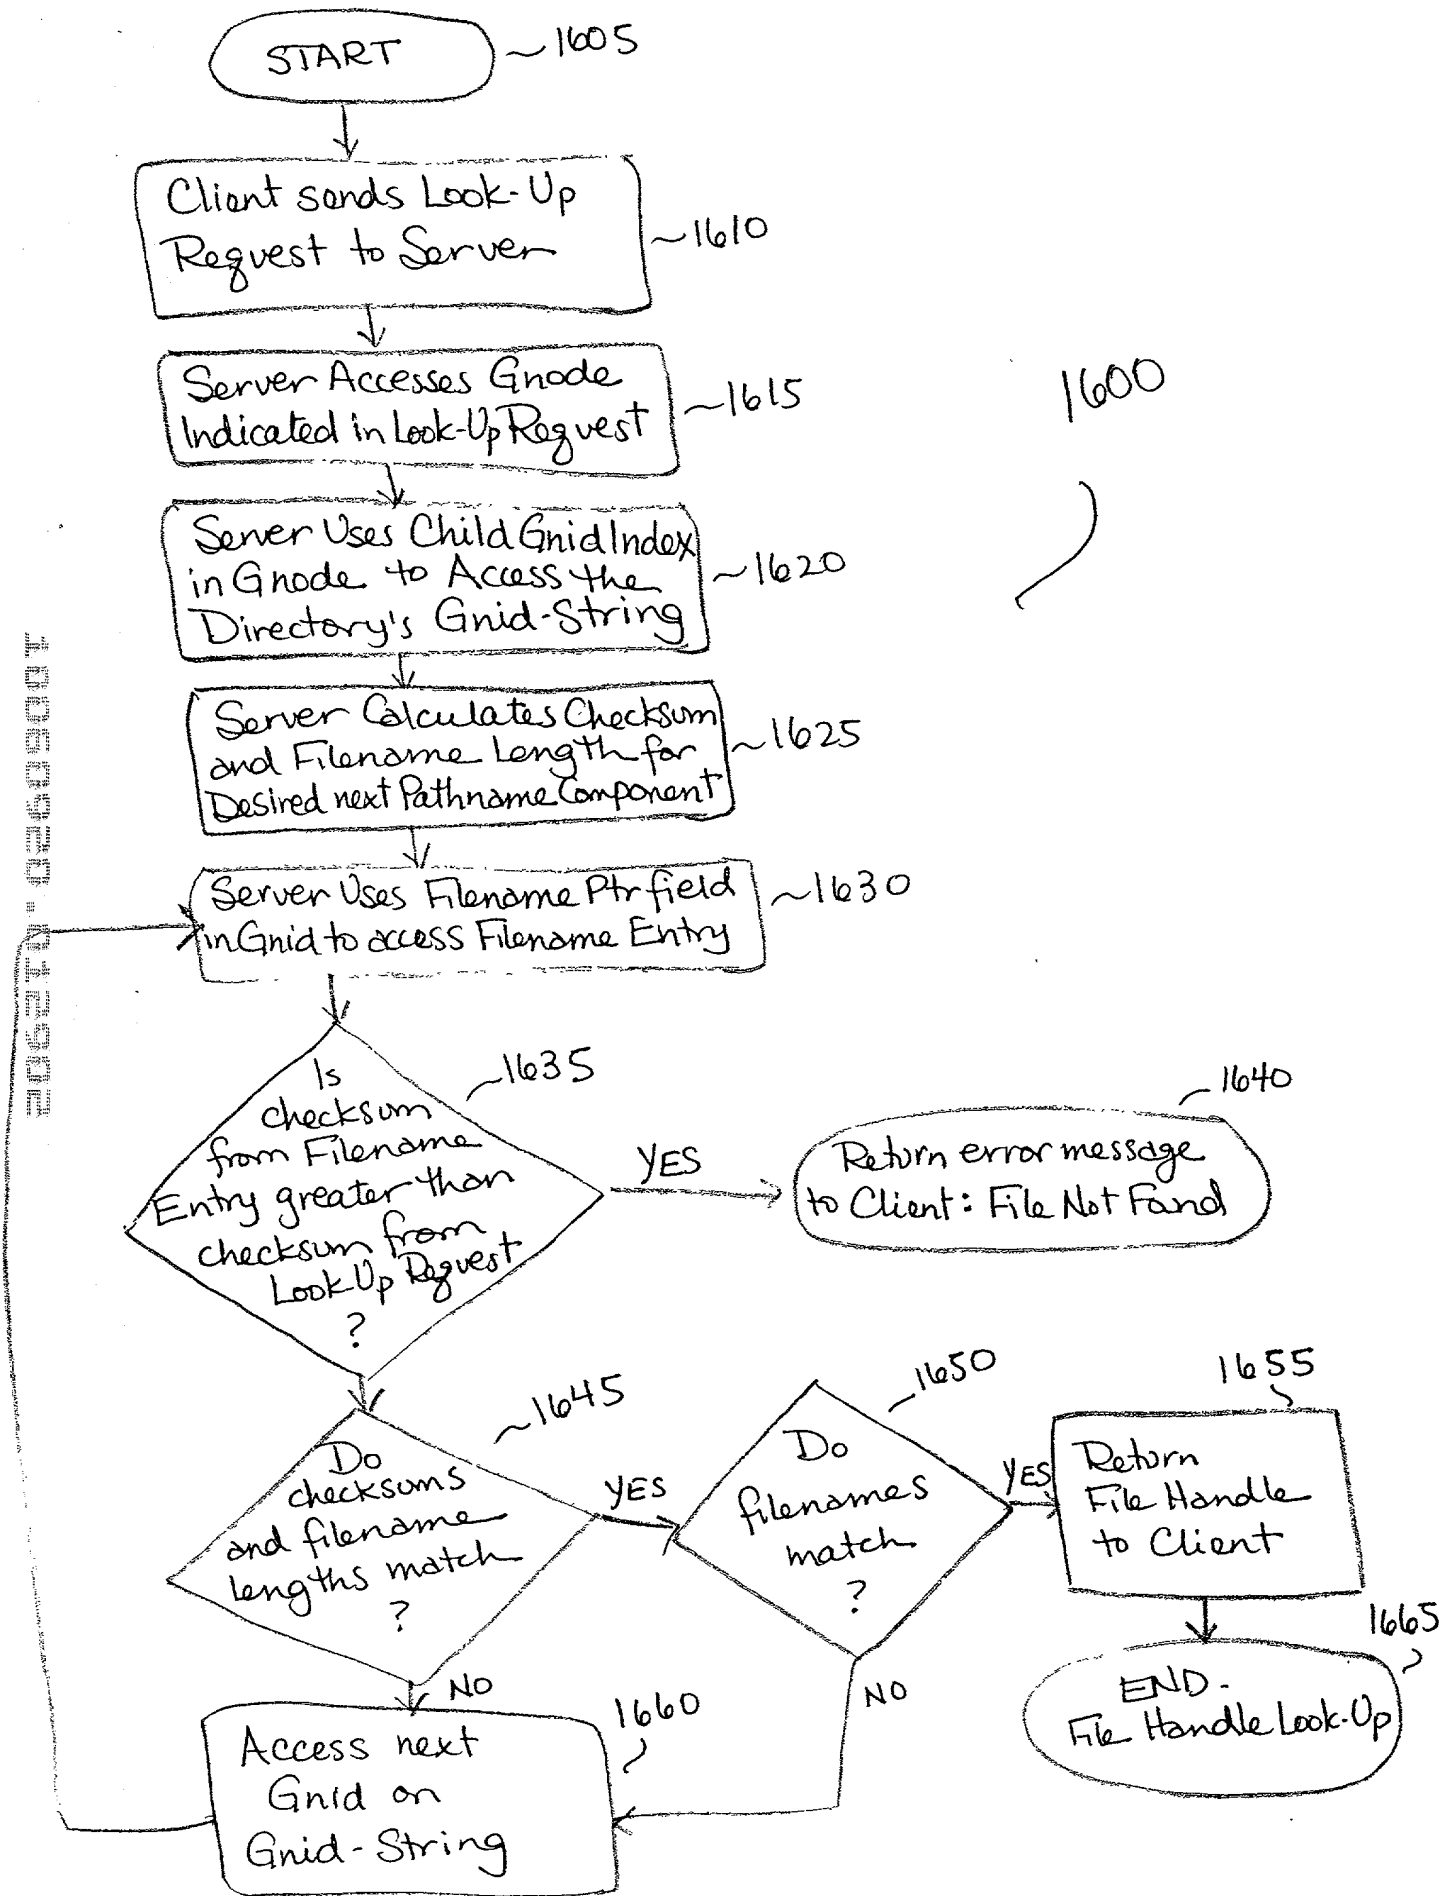 START
1605
Client sends Look-Up
Request to Server
1610
Server Accesses Gnode
Indicated in Look-Up Request
1615
1600
Server Uses Child Gnid Index
in Gnode to Access the
Directory's Gnid-String
1620
Server Calculates Checksum
and Filename Length for
Desired next Pathname Component
1625
Server Uses Filename Ptr field
in Gnid to access Filename Entry
1630
Is
checksum
from Filename
Entry greater than
checksum from
Look-Up Request
?
1635
YES
1640
Return error message
to Client: File Not Found
Do
checksums
and filename
lengths match
?
1645
YES
NO
Do
filenames
match
?
1650
YES
NO
1655
Return
File Handle
to Client
1665
END.
File Handle Look-Up
1660
Access next
Gnid on
Gnid-String
10060920.012902